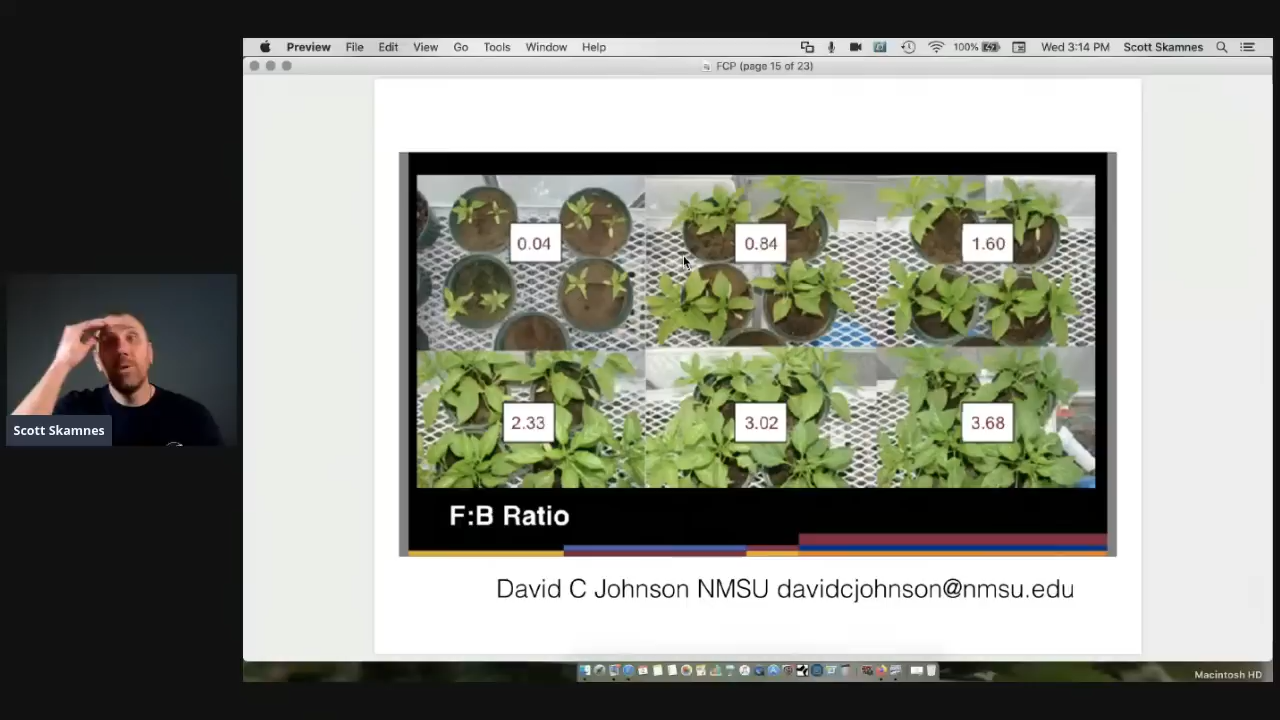 Preview File Edit View Go Tools Window Help 100% Wed 3:14 PM Scott Skamnes
FCP (page 15 of 23)
0.04 0.84 1.60
2.33 3.02 3.68
F:B Ratio
David C Johnson NMSU davidcjohnson@nmsu.edu
Scott Skamnes
Macintosh HD